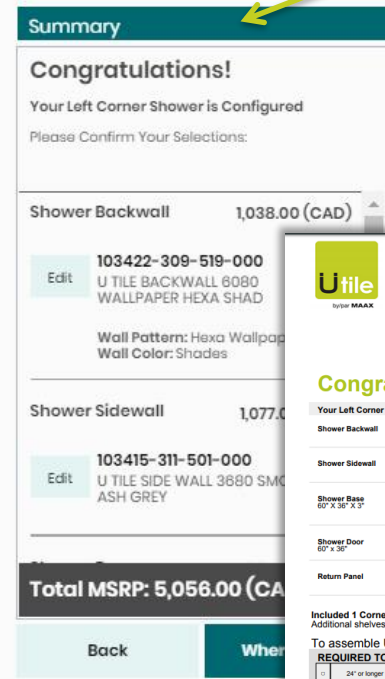 Summary
Congratulations!
Your Left Corner Shower is Configured
Please Confirm Your Selections:
Shower Backwall 1,038.00 (CAD)
Edit
103422-309-519-000
U TILE BACKWALL 6080
WALLPAPER HEXA SHAD
Wall Pattern: Hexa Wallpap
Wall Color: Shades
Shower Sidewall 1,077.0
Edit
103415-311-501-000
U TILE SIDE WALL 3680 SMO
ASH GREY
Total MSRP: 5,056.00 (CA
Back
When
Ütile
by/par MAAX
Congra
Your Left Corner
Shower Backwall
Shower Sidewall
Shower Base
60" X 36" X 3"
Shower Door
60" x 36"
Return Panel
Included 1 Corne
Additional shelves
To assemble U
REQUIRED TO
24" or longer